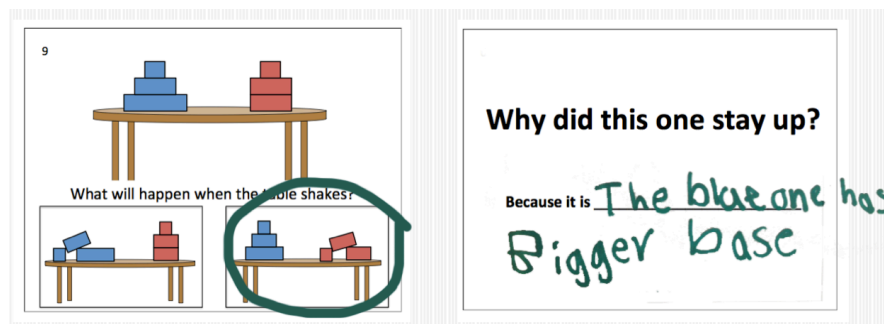 9
What will happen when the table shakes?
Why did this one stay up?
Because it is The blue one has
Bigger base